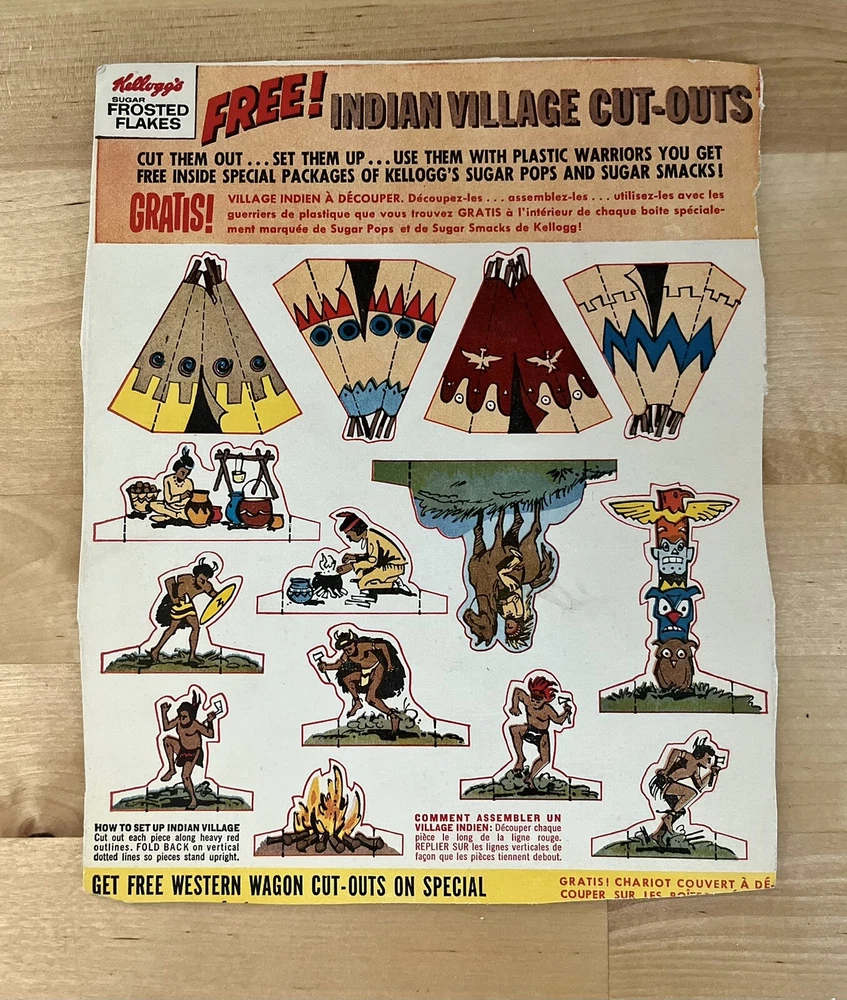 Kellogg's
SUGAR
FROSTED
FLAKES
FREE! INDIAN VILLAGE CUT-OUTS
CUT THEM OUT...SET THEM UP...USE THEM WITH PLASTIC WARRIORS YOU GET
FREE INSIDE SPECIAL PACKAGES OF KELLOGG'S SUGAR POPS AND SUGAR SMACKS!
GRATIS!
VILLAGE INDIEN À DÉCOUPER. Découpez-les . . . assemblez-les . . . utilisez-les avec les
guerriers de plastique que vous trouvez GRATIS à l'intérieur de chaque boîte spéciale-
ment marquée de Sugar Pops et de Sugar Smacks de Kellogg!
HOW TO SET UP INDIAN VILLAGE
Cut out each piece along heavy red
outlines. FOLD BACK on vertical
dotted lines so pieces stand upright.
COMMENT ASSEMBLER UN
VILLAGE INDIEN: Découper chaque
pièce le long de la ligne rouge.
REPLIER SUR les lignes verticales de
façon que les pièces tiennent debout.
GET FREE WESTERN WAGON CUT-OUTS ON SPECIAL
GRATIS! CHARIOT COUVERT À DÉ-
COUPER SUR LES